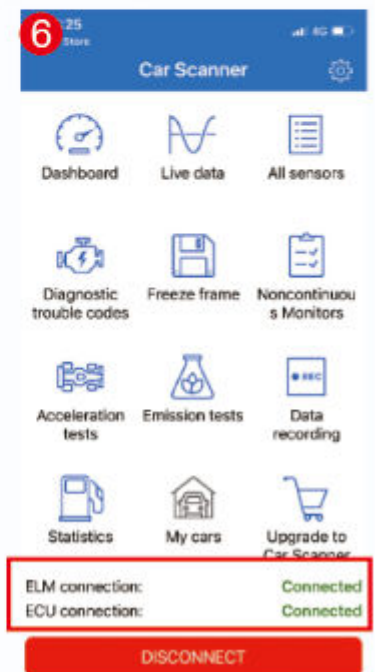 6
:25
Store
4G
Car Scanner
Dashboard
Live data
All sensors
Diagnostic
trouble codes
Freeze frame
Noncontinuou
s Monitors
Acceleration
tests
Emission tests
REC
Data
recording
Statistics
My cars
Upgrade to
Car Scanner
ELM connection: Connected
ECU connection: Connected
DISCONNECT